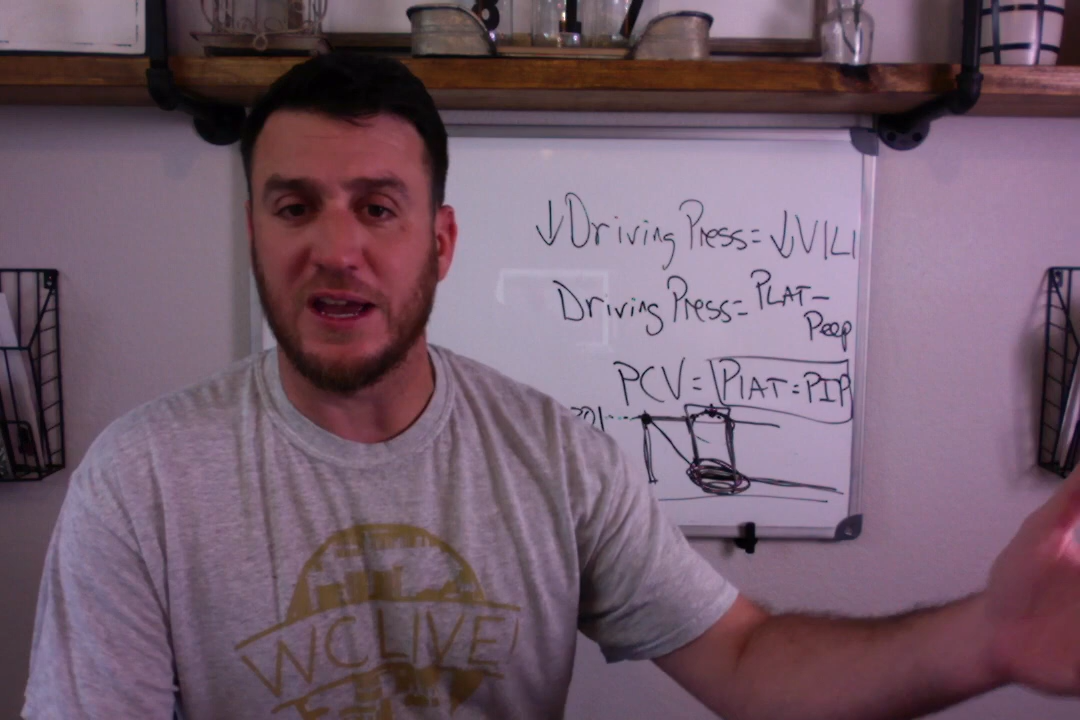 ↓Driving Press=↓VILI
Driving Press=PLAT-
Peep
PCV=PLAT=PIP
WCLIVE!